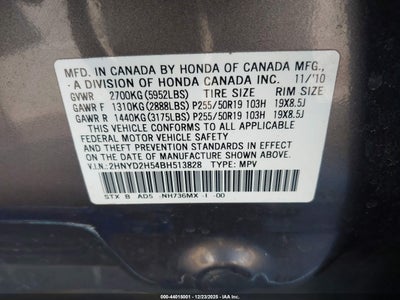 MFD. IN CANADA BY HONDA OF CANADA MFG.,
A DIVISION OF HONDA CANADA INC. 11/'10
GVWR 2700KG(5952LBS) TIRE SIZE RIM SIZE
GAWR F 1310KG(2888LBS) P255/50R19 103H 19X8.5J
GAWR R 1440KG(3175LBS) P255/50R19 103H 19X8.5J
THIS VEHICLE CONFORMS TO ALL APPLICABLE
FEDERAL MOTOR VEHICLE SAFETY
AND THEFT PREVENTION STANDARDS IN EFFECT
ON THE DATE OF MANUFACTURE SHOWN ABOVE.
V.I.N.:2HNYD2H54BH513828 TYPE: MPV
STX B AD5 NH736MX -I -00
IAA 44015001 | 12/23/2025 | IAAI.COM